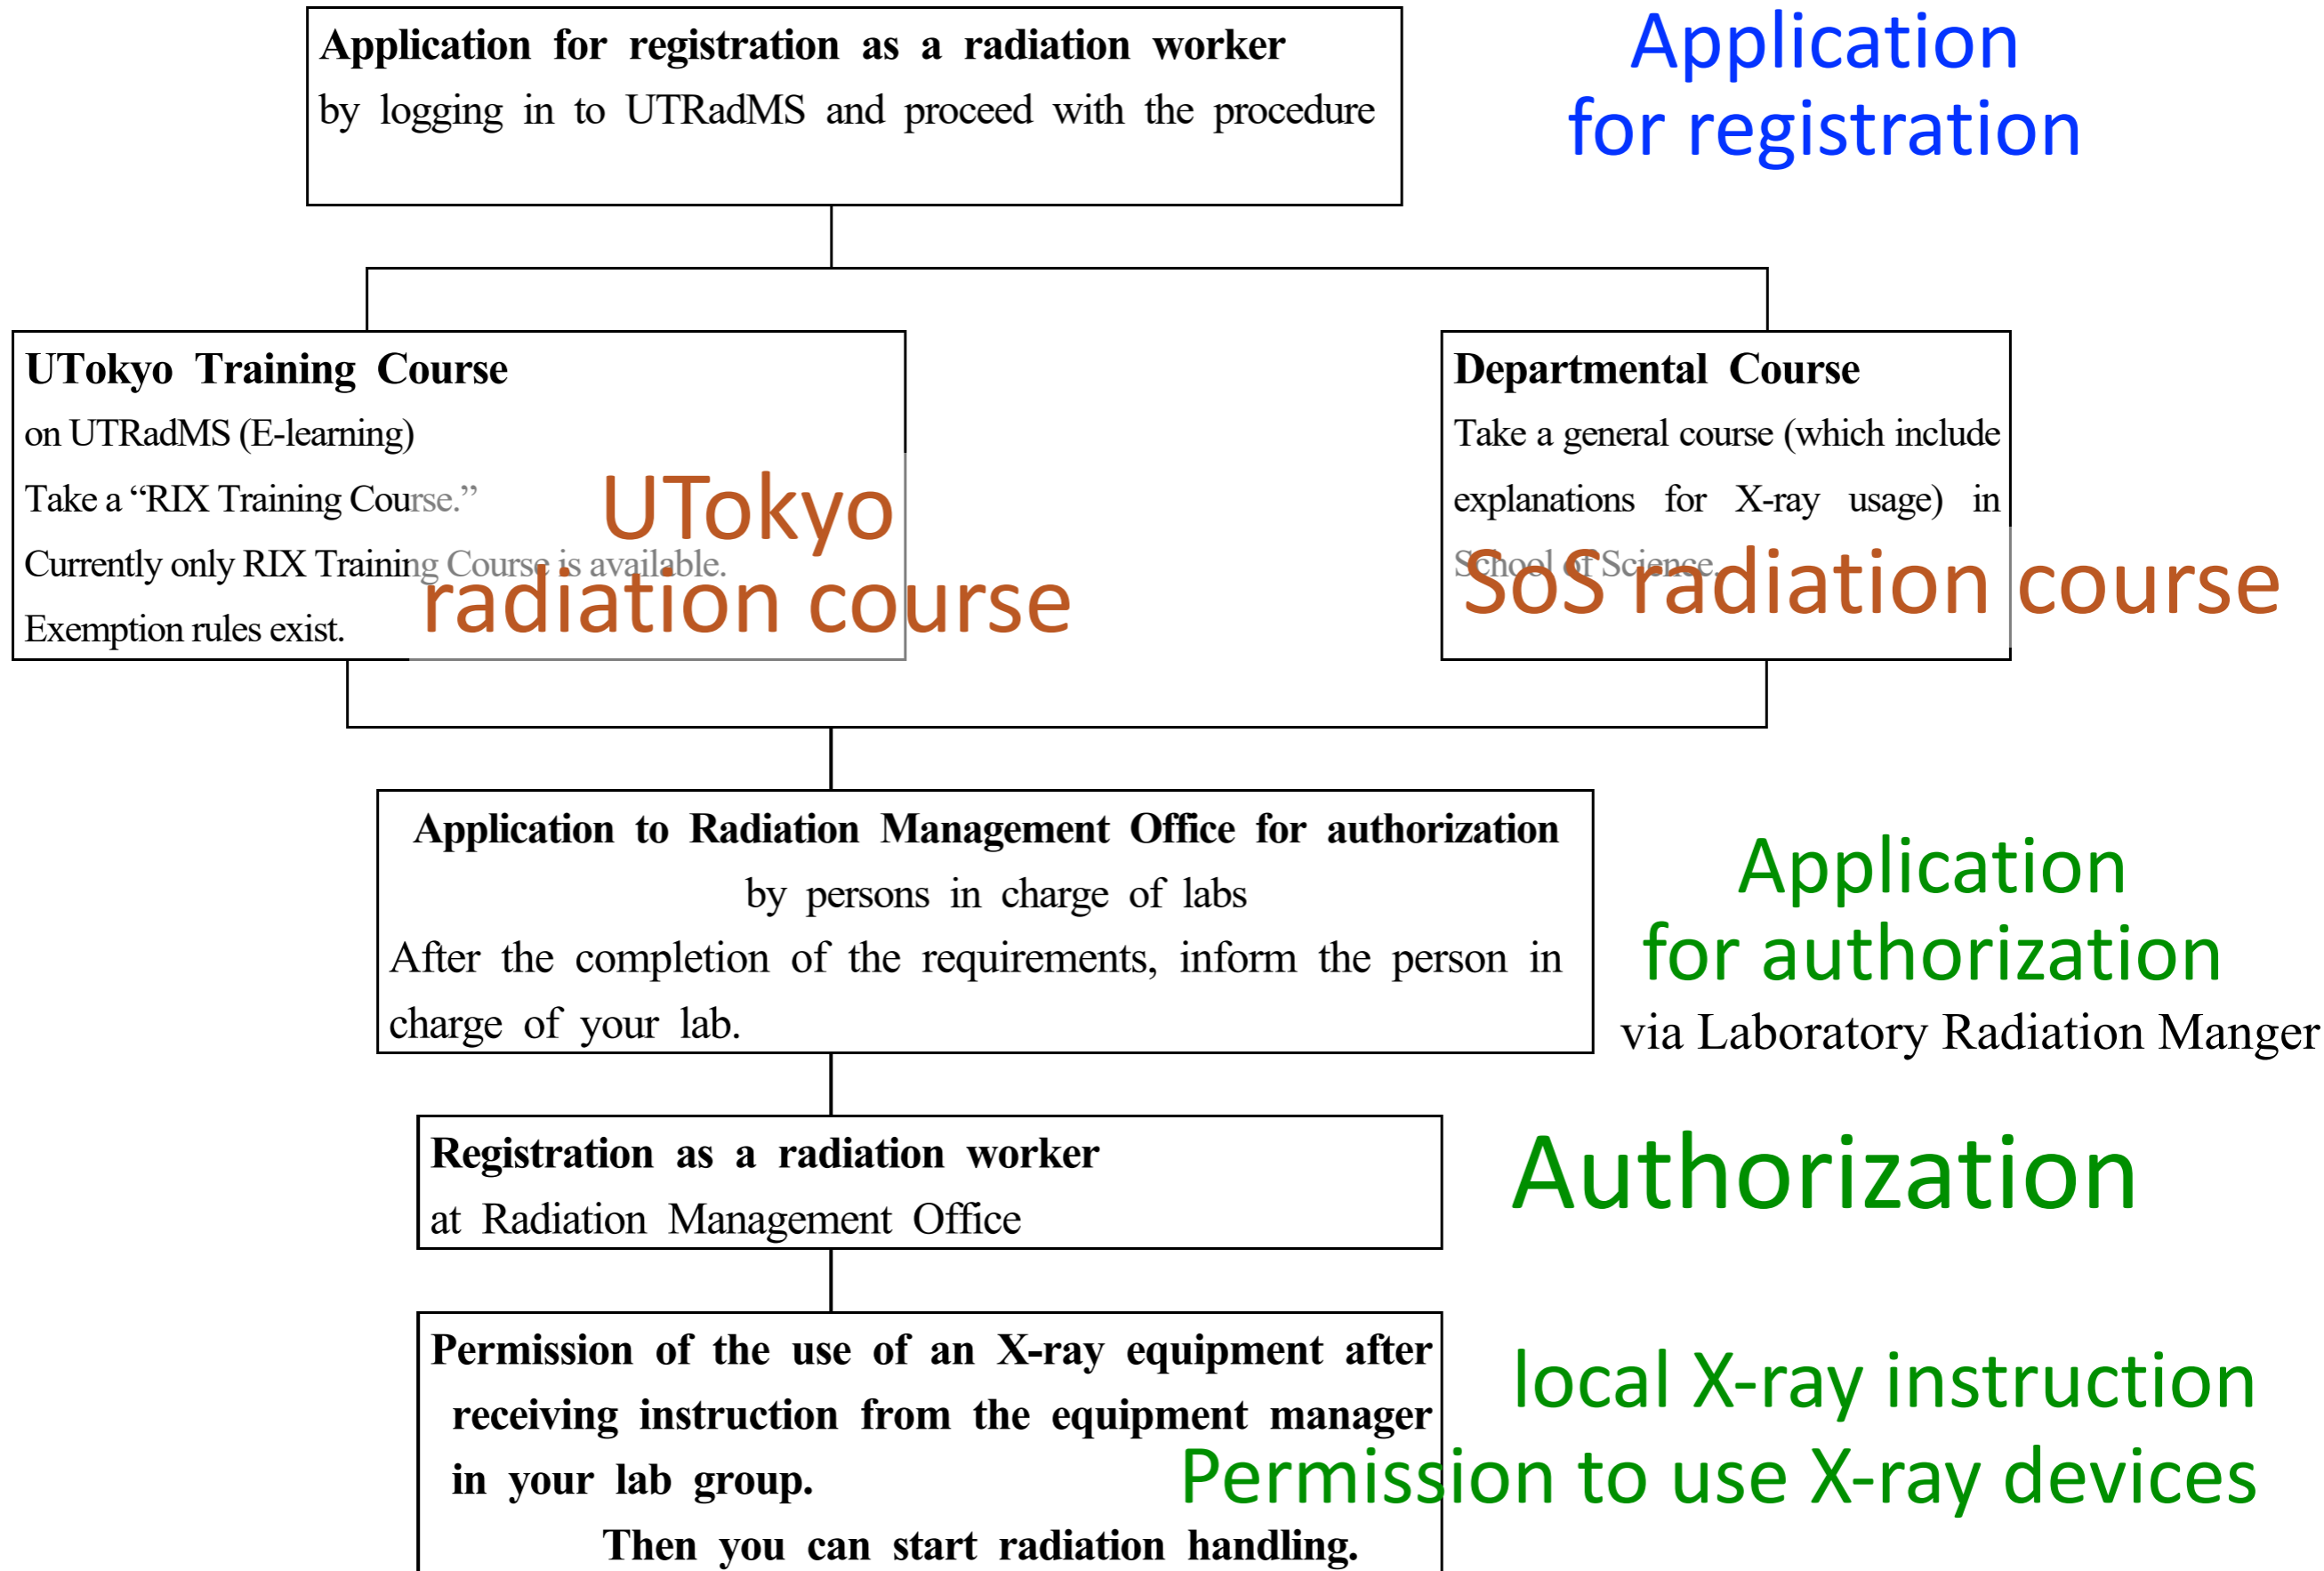 Application for registration as a radiation worker
by logging in to UTRadMS and proceed with the procedure
Application
for registration
UTokyo Training Course
on UTRadMS (E-learning)
Take a “RIX Training Course.”
Currently only RIX Training Course is available.
Exemption rules exist.
UTokyo
radiation course
Departmental Course
Take a general course (which include
explanations for X-ray usage) in
School of Science.
SoS radiation course
Application to Radiation Management Office for authorization
by persons in charge of labs
After the completion of the requirements, inform the person in
charge of your lab.
Application
for authorization
via Laboratory Radiation Manger
Registration as a radiation worker
at Radiation Management Office
Authorization
Permission of the use of an X-ray equipment after
receiving instruction from the equipment manager
in your lab group.
Then you can start radiation handling.
local X-ray instruction
Permission to use X-ray devices